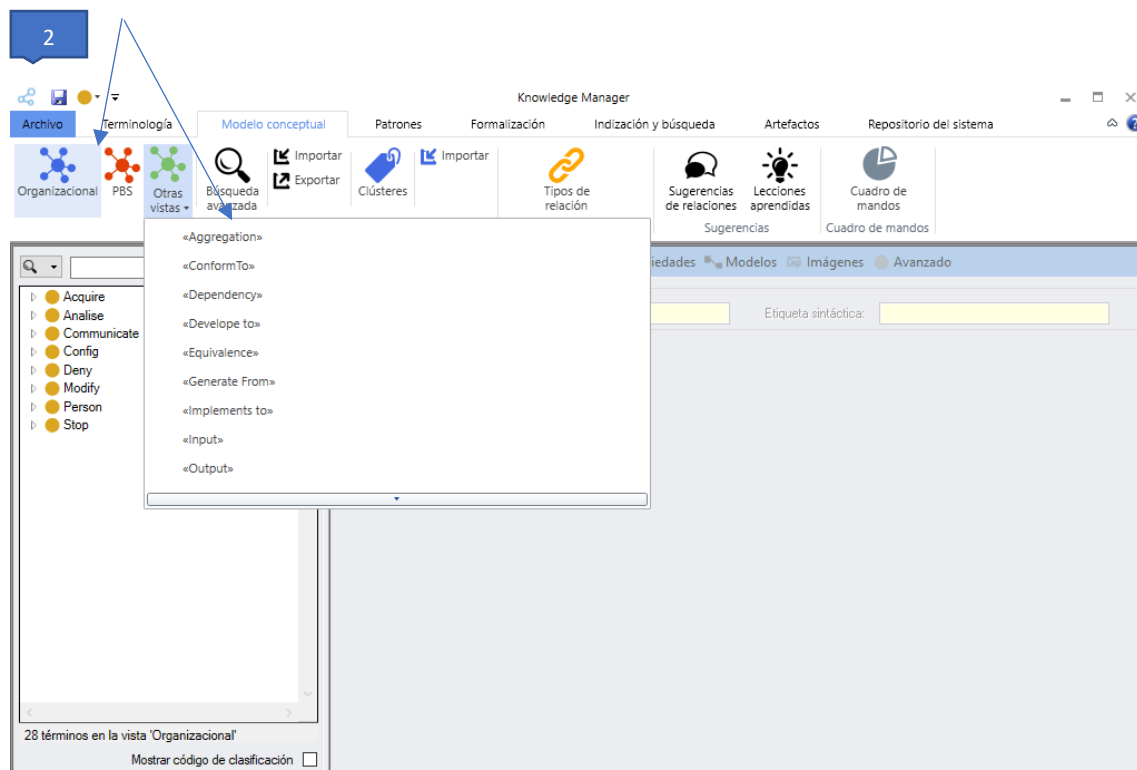 2
Knowledge Manager
Archivo Terminología Modelo conceptual Patrones Formalización Indización y búsqueda Artefactos Repositorio del sistema
Organizacional
PBS
Otras
vistas
Búsqueda
avanzada
Importar
Exportar
Clústeres
Importar
Tipos de
relación
Sugerencias
de relaciones
Lecciones
aprendidas
Cuadro de
mandos
Sugerencias
Cuadro de mandos
«Aggregation»
«ConformTo»
«Dependency»
«Develope to»
«Equivalence»
«Generate From»
«Implements to»
«Input»
«Output»
iedades Modelos Imágenes Avanzado
Etiqueta sintáctica:
Acquire
Analise
Communicate
Config
Deny
Modify
Person
Stop
28 términos en la vista 'Organizacional'
Mostrar código de clasificación